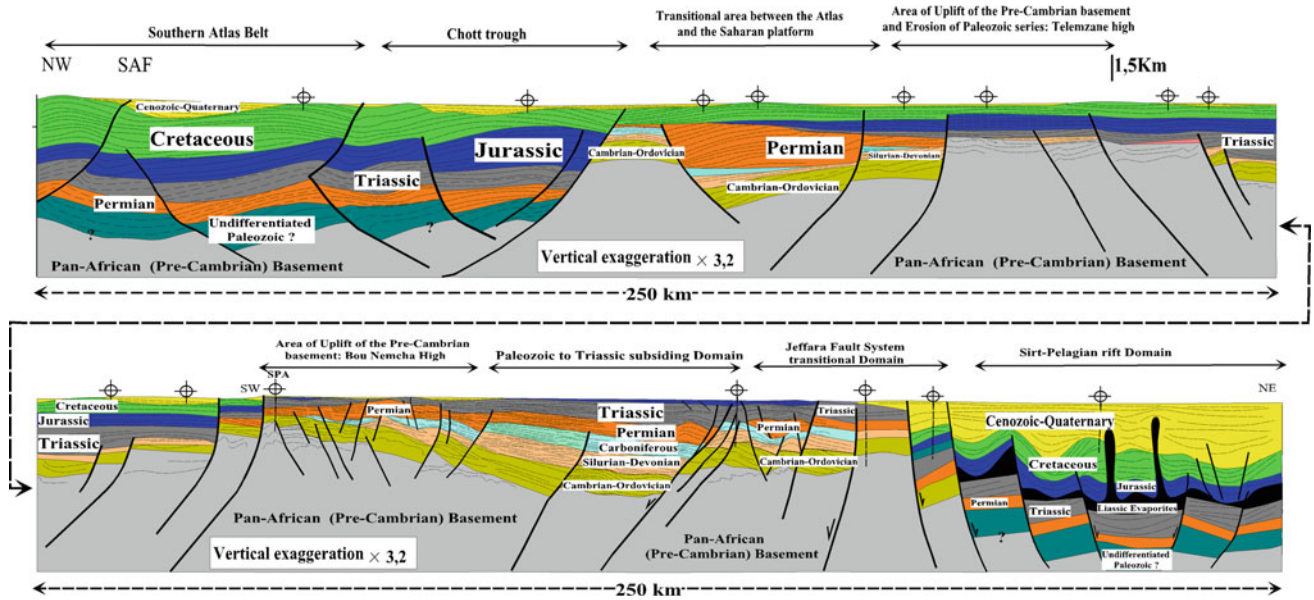 Southern Atlas Belt
Chott trough
Transitional area between the Atlas
and the Saharan platform
Area of Uplift of the Pre-Cambrian basement
and Erosion of Paleozoic series: Telemzane high
NW
SAF
1,5Km
Cenozoic-Quaternary
Cretaceous
Jurassic
Triassic
Permian
Undifferentiated
Paleozoic ?
?
?
Cambrian-Ordovician
Permian
Silurian-Devonian
Cambrian-Ordovician
Triassic
Pan-African (Pre-Cambrian) Basement
Vertical exaggeration × 3,2
Pan-African (Pre-Cambrian) Basement
250 km
Area of Uplift of the Pre-Cambrian
basement: Bou Nemcha High
Paleozoic to Triassic subsiding Domain
Jeffara Fault System
transitional Domain
Sirt-Pelagian rift Domain
SW
SPA
NE
Cretaceous
Jurassic
Triassic
Permian
Triassic
Permian
Carboniferous
Silurian-Devonian
Cambrian-Ordovician
Permian
Triassic
Cambrian-Ordovician
Cenozoic-Quaternary
Cretaceous
Jurassic
Liassic Evaporites
Permian
Triassic
?
Undifferentiated
Paleozoic ?
Pan-African (Pre-Cambrian) Basement
Vertical exaggeration × 3,2
Pan-African
(Pre-Cambrian) Basement
250 km